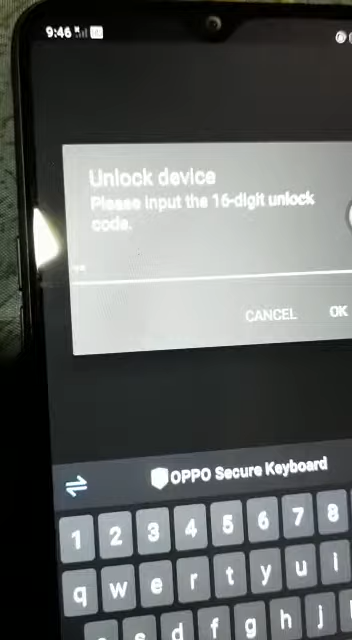 9:46
Unlock device
Please input the 16-digit unlock
code.
CANCEL OK
OPPO Secure Keyboard
1 2 3 4 5 6 7 8
q w e r t y u i
d f g h j